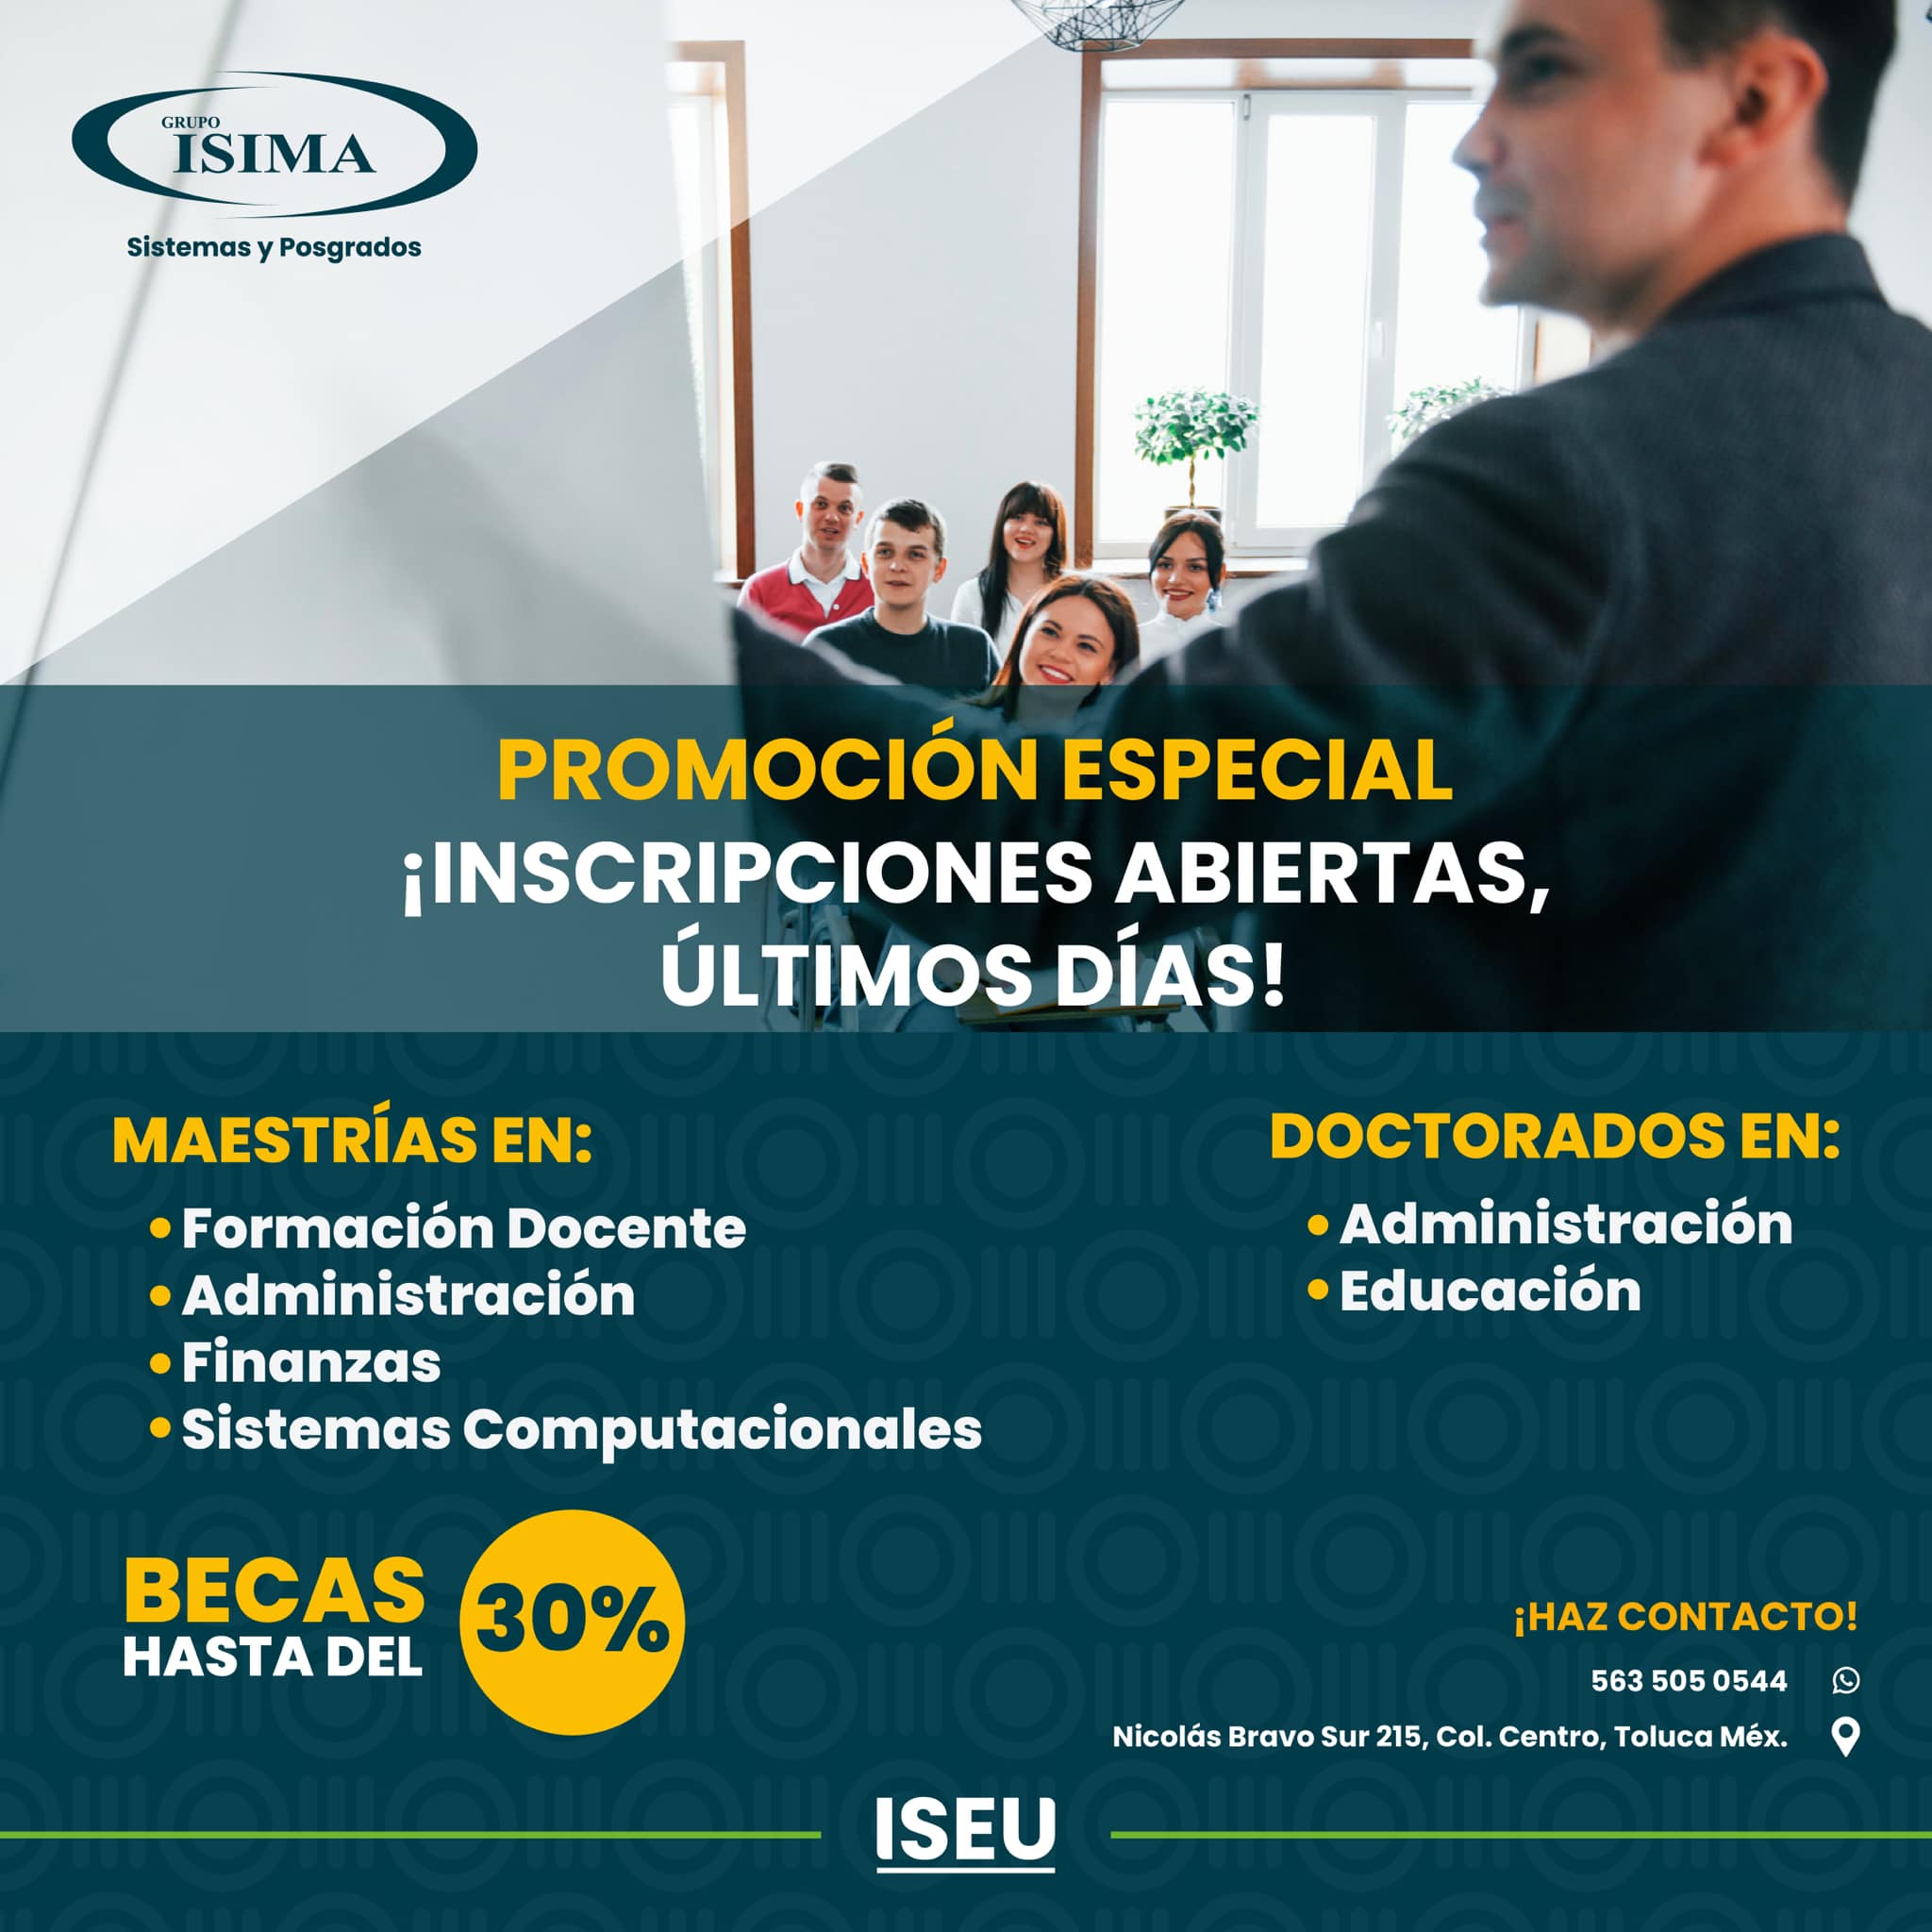 GRUPO
ISIMA
Sistemas y Posgrados
PROMOCIÓN ESPECIAL
¡INSCRIPCIONES ABIERTAS,
ÚLTIMOS DÍAS!
MAESTRÍAS EN:
• Formación Docente
• Administración
• Finanzas
• Sistemas Computacionales
DOCTORADOS EN:
• Administración
• Educación
BECAS
HASTA DEL
30%
¡HAZ CONTACTO!
563 505 0544
Nicolás Bravo Sur 215, Col. Centro, Toluca Méx.
ISEU